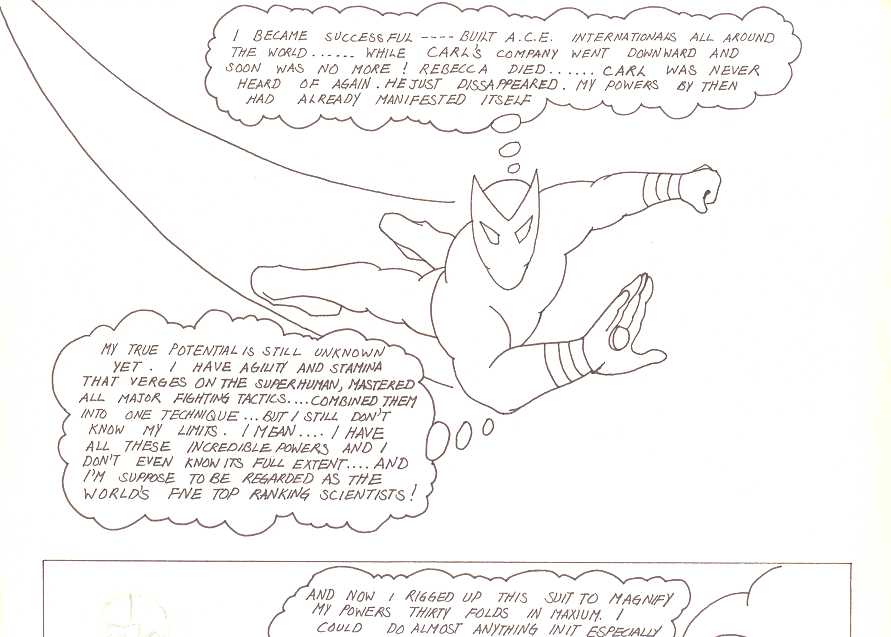 I BECAME SUCCESSFUL ---- BUILT A.C.E. INTERNATIONALS ALL AROUND
THE WORLD...... WHILE CARL'S COMPANY WENT DOWNWARD AND
SOON WAS NO MORE! REBECCA DIED...... CARL WAS NEVER
HEARD OF AGAIN. HE JUST DISSAPPEARED. MY POWERS BY THEN
HAD ALREADY MANIFESTED ITSELF
MY TRUE POTENTIAL IS STILL UNKNOWN
YET. I HAVE AGILITY AND STAMINA
THAT VERGES ON THE SUPERHUMAN, MASTERED
ALL MAJOR FIGHTING TACTICS....COMBINED THEM
INTO ONE TECHNIQUE...BUT I STILL DON'T
KNOW MY LIMITS. I MEAN.... I HAVE
ALL THESE INCREDIBLE POWERS AND I
DON'T EVEN KNOW ITS FULL EXTENT.... AND
I'M SUPPOSE TO BE REGARDED AS THE
WORLD'S FIVE TOP RANKING SCIENTISTS!
AND NOW I RIGGED UP THIS SUIT TO MAGNIFY
MY POWERS THIRTY FOLDS IN MAXIUM. I
COULD DO ALMOST ANYTHING IN IT ESPECIALLY